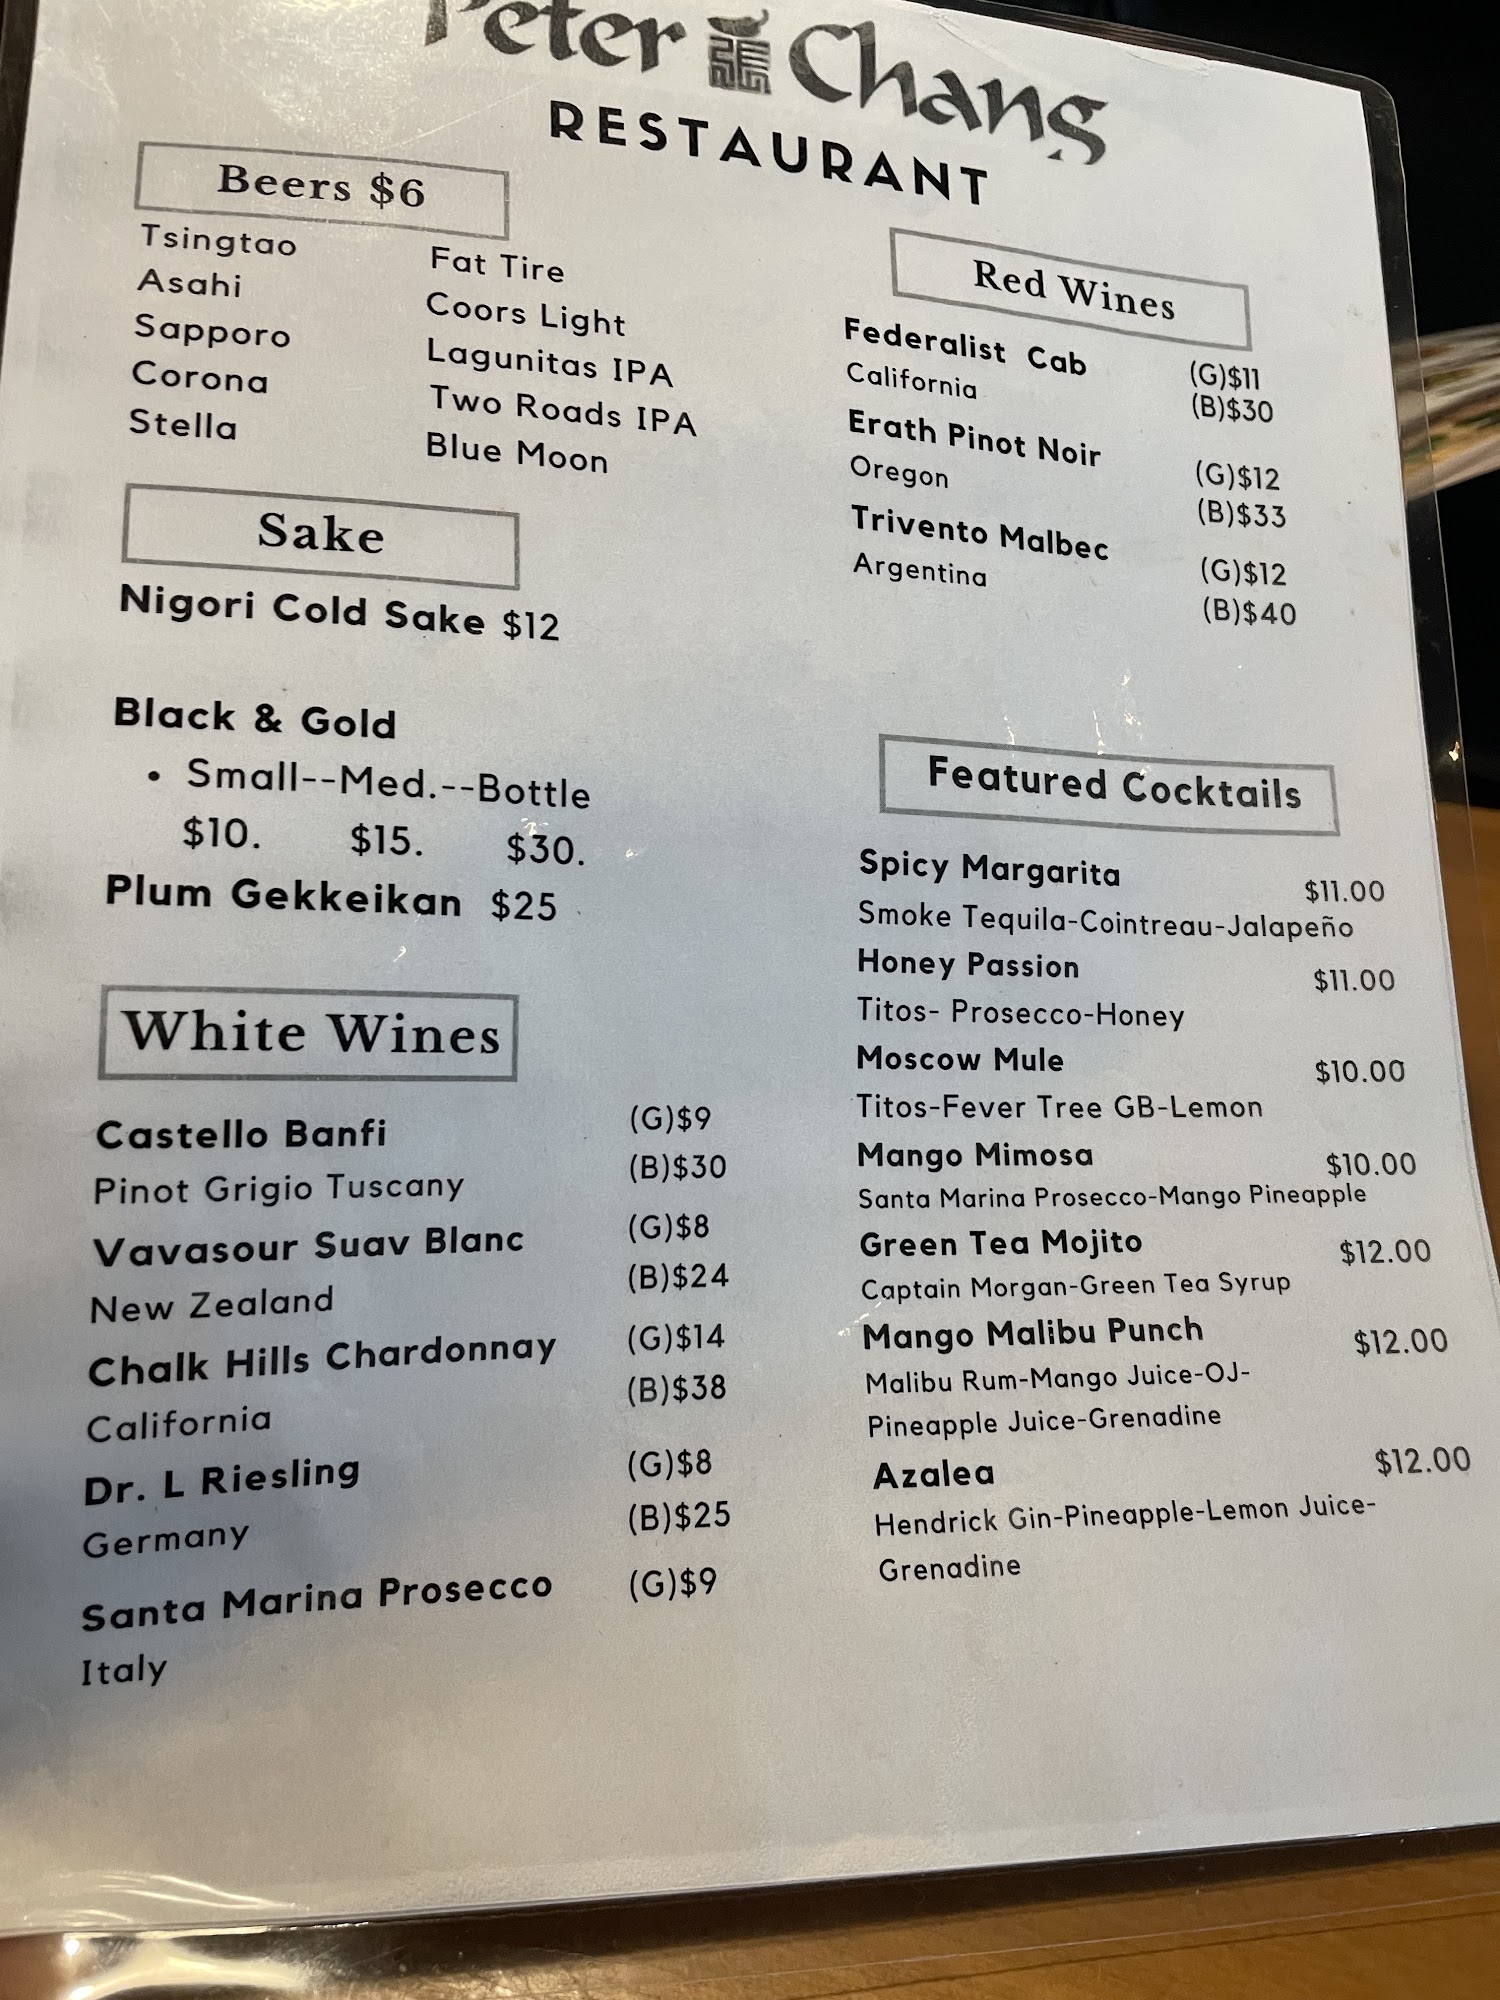 Peter Chang
RESTAURANT
Beers $6
Tsingtao
Asahi
Sapporo
Corona
Stella
Fat Tire
Coors Light
Lagunitas IPA
Two Roads IPA
Blue Moon
Sake
Nigori Cold Sake $12
Black & Gold
• Small--Med.--Bottle
$10. $15. $30.
Plum Gekkeikan $25
White Wines
Castello Banfi (G)$9
Pinot Grigio Tuscany (B)$30
Vavasour Suav Blanc (G)$8
New Zealand (B)$24
Chalk Hills Chardonnay (G)$14
California (B)$38
Dr. L Riesling (G)$8
Germany (B)$25
Santa Marina Prosecco (G)$9
Italy
Red Wines
Federalist Cab (G)$11
California (B)$30
Erath Pinot Noir (G)$12
Oregon (B)$33
Trivento Malbec (G)$12
Argentina (B)$40
Featured Cocktails
Spicy Margarita $11.00
Smoke Tequila-Cointreau-Jalapeño
Honey Passion $11.00
Titos- Prosecco-Honey
Moscow Mule $10.00
Titos-Fever Tree GB-Lemon
Mango Mimosa $10.00
Santa Marina Prosecco-Mango Pineapple
Green Tea Mojito $12.00
Captain Morgan-Green Tea Syrup
Mango Malibu Punch $12.00
Malibu Rum-Mango Juice-OJ-
Pineapple Juice-Grenadine
Azalea $12.00
Hendrick Gin-Pineapple-Lemon Juice-
Grenadine